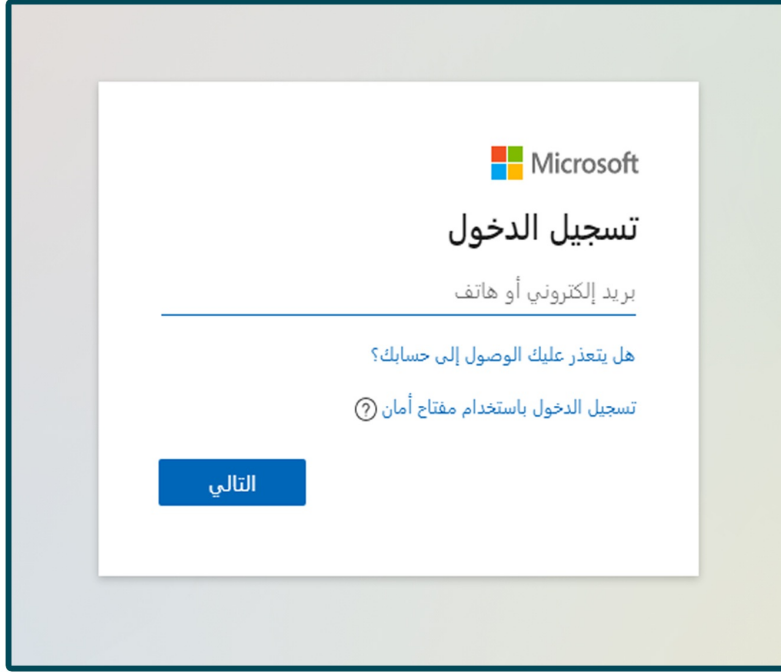 Microsoft
تسجيل الدخول
بريد إلكتروني أو هاتف
هل يتعذر عليك الوصول إلى حسابك؟
تسجيل الدخول باستخدام مفتاح أمان ?
التالي